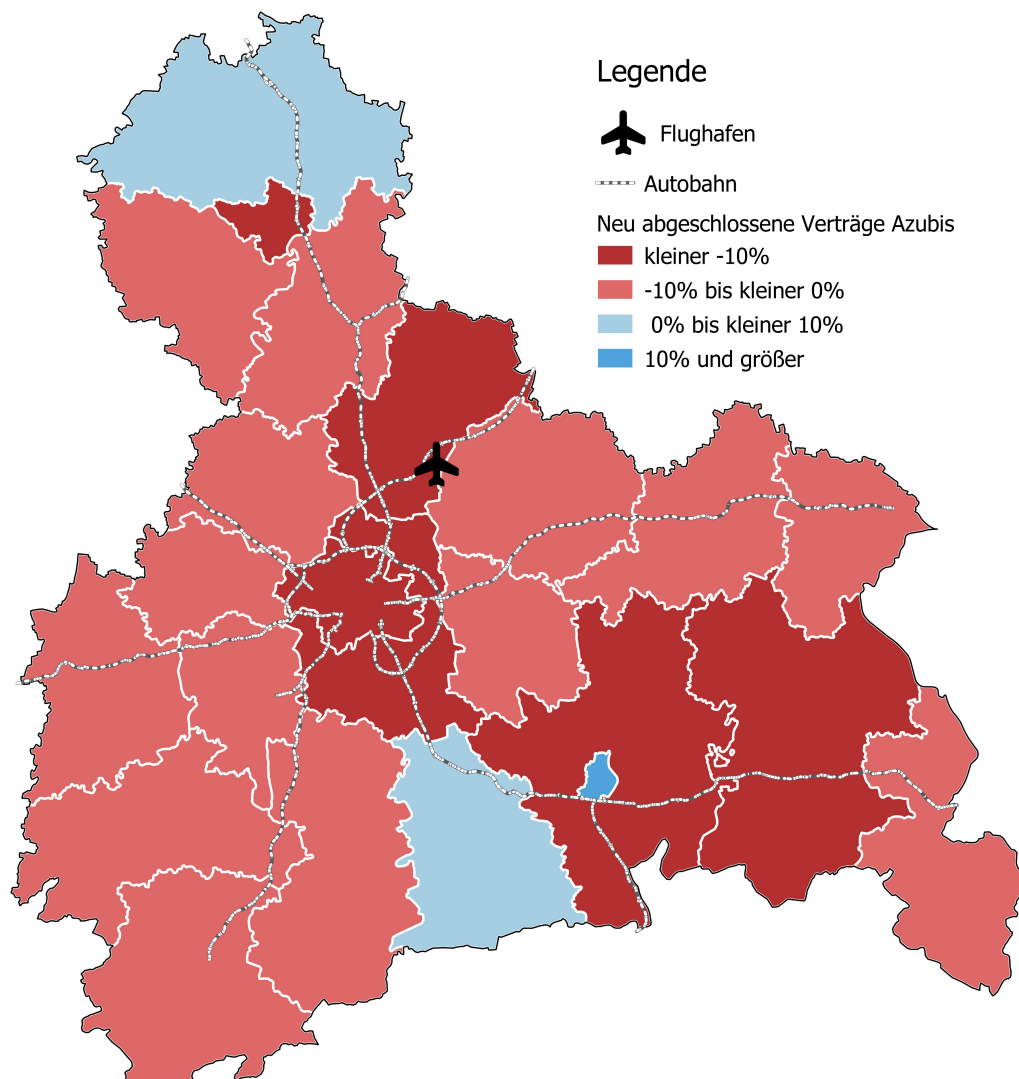 Legende
Flughafen
Autobahn
Neu abgeschlossene Verträge Azubis
kleiner -10%
-10% bis kleiner 0%
0% bis kleiner 10%
10% und größer